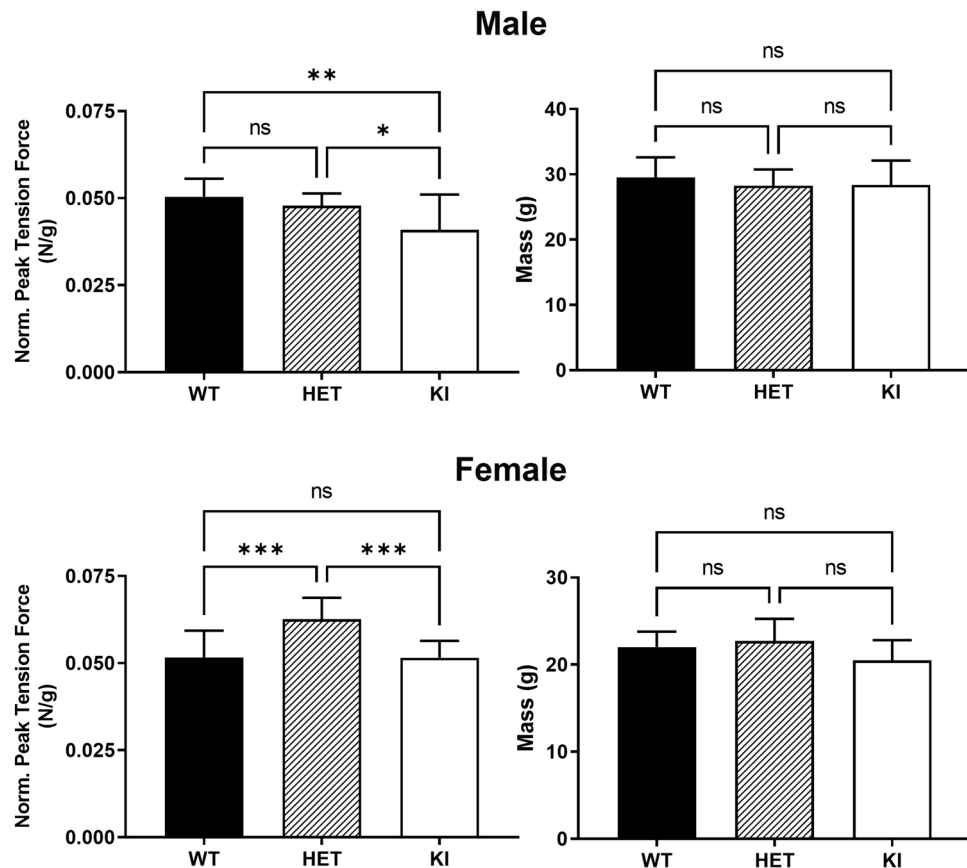 Male
**
ns
*
0.075
0.050
0.025
0.000
Norm. Peak Tension Force
(N/g)
WT HET KI
ns
ns
ns
40
30
20
10
0
Mass (g)
WT HET KI
Female
ns
***
***
0.075
0.050
0.025
0.000
Norm. Peak Tension Force
(N/g)
WT HET KI
ns
ns
ns
30
20
10
0
Mass (g)
WT HET KI